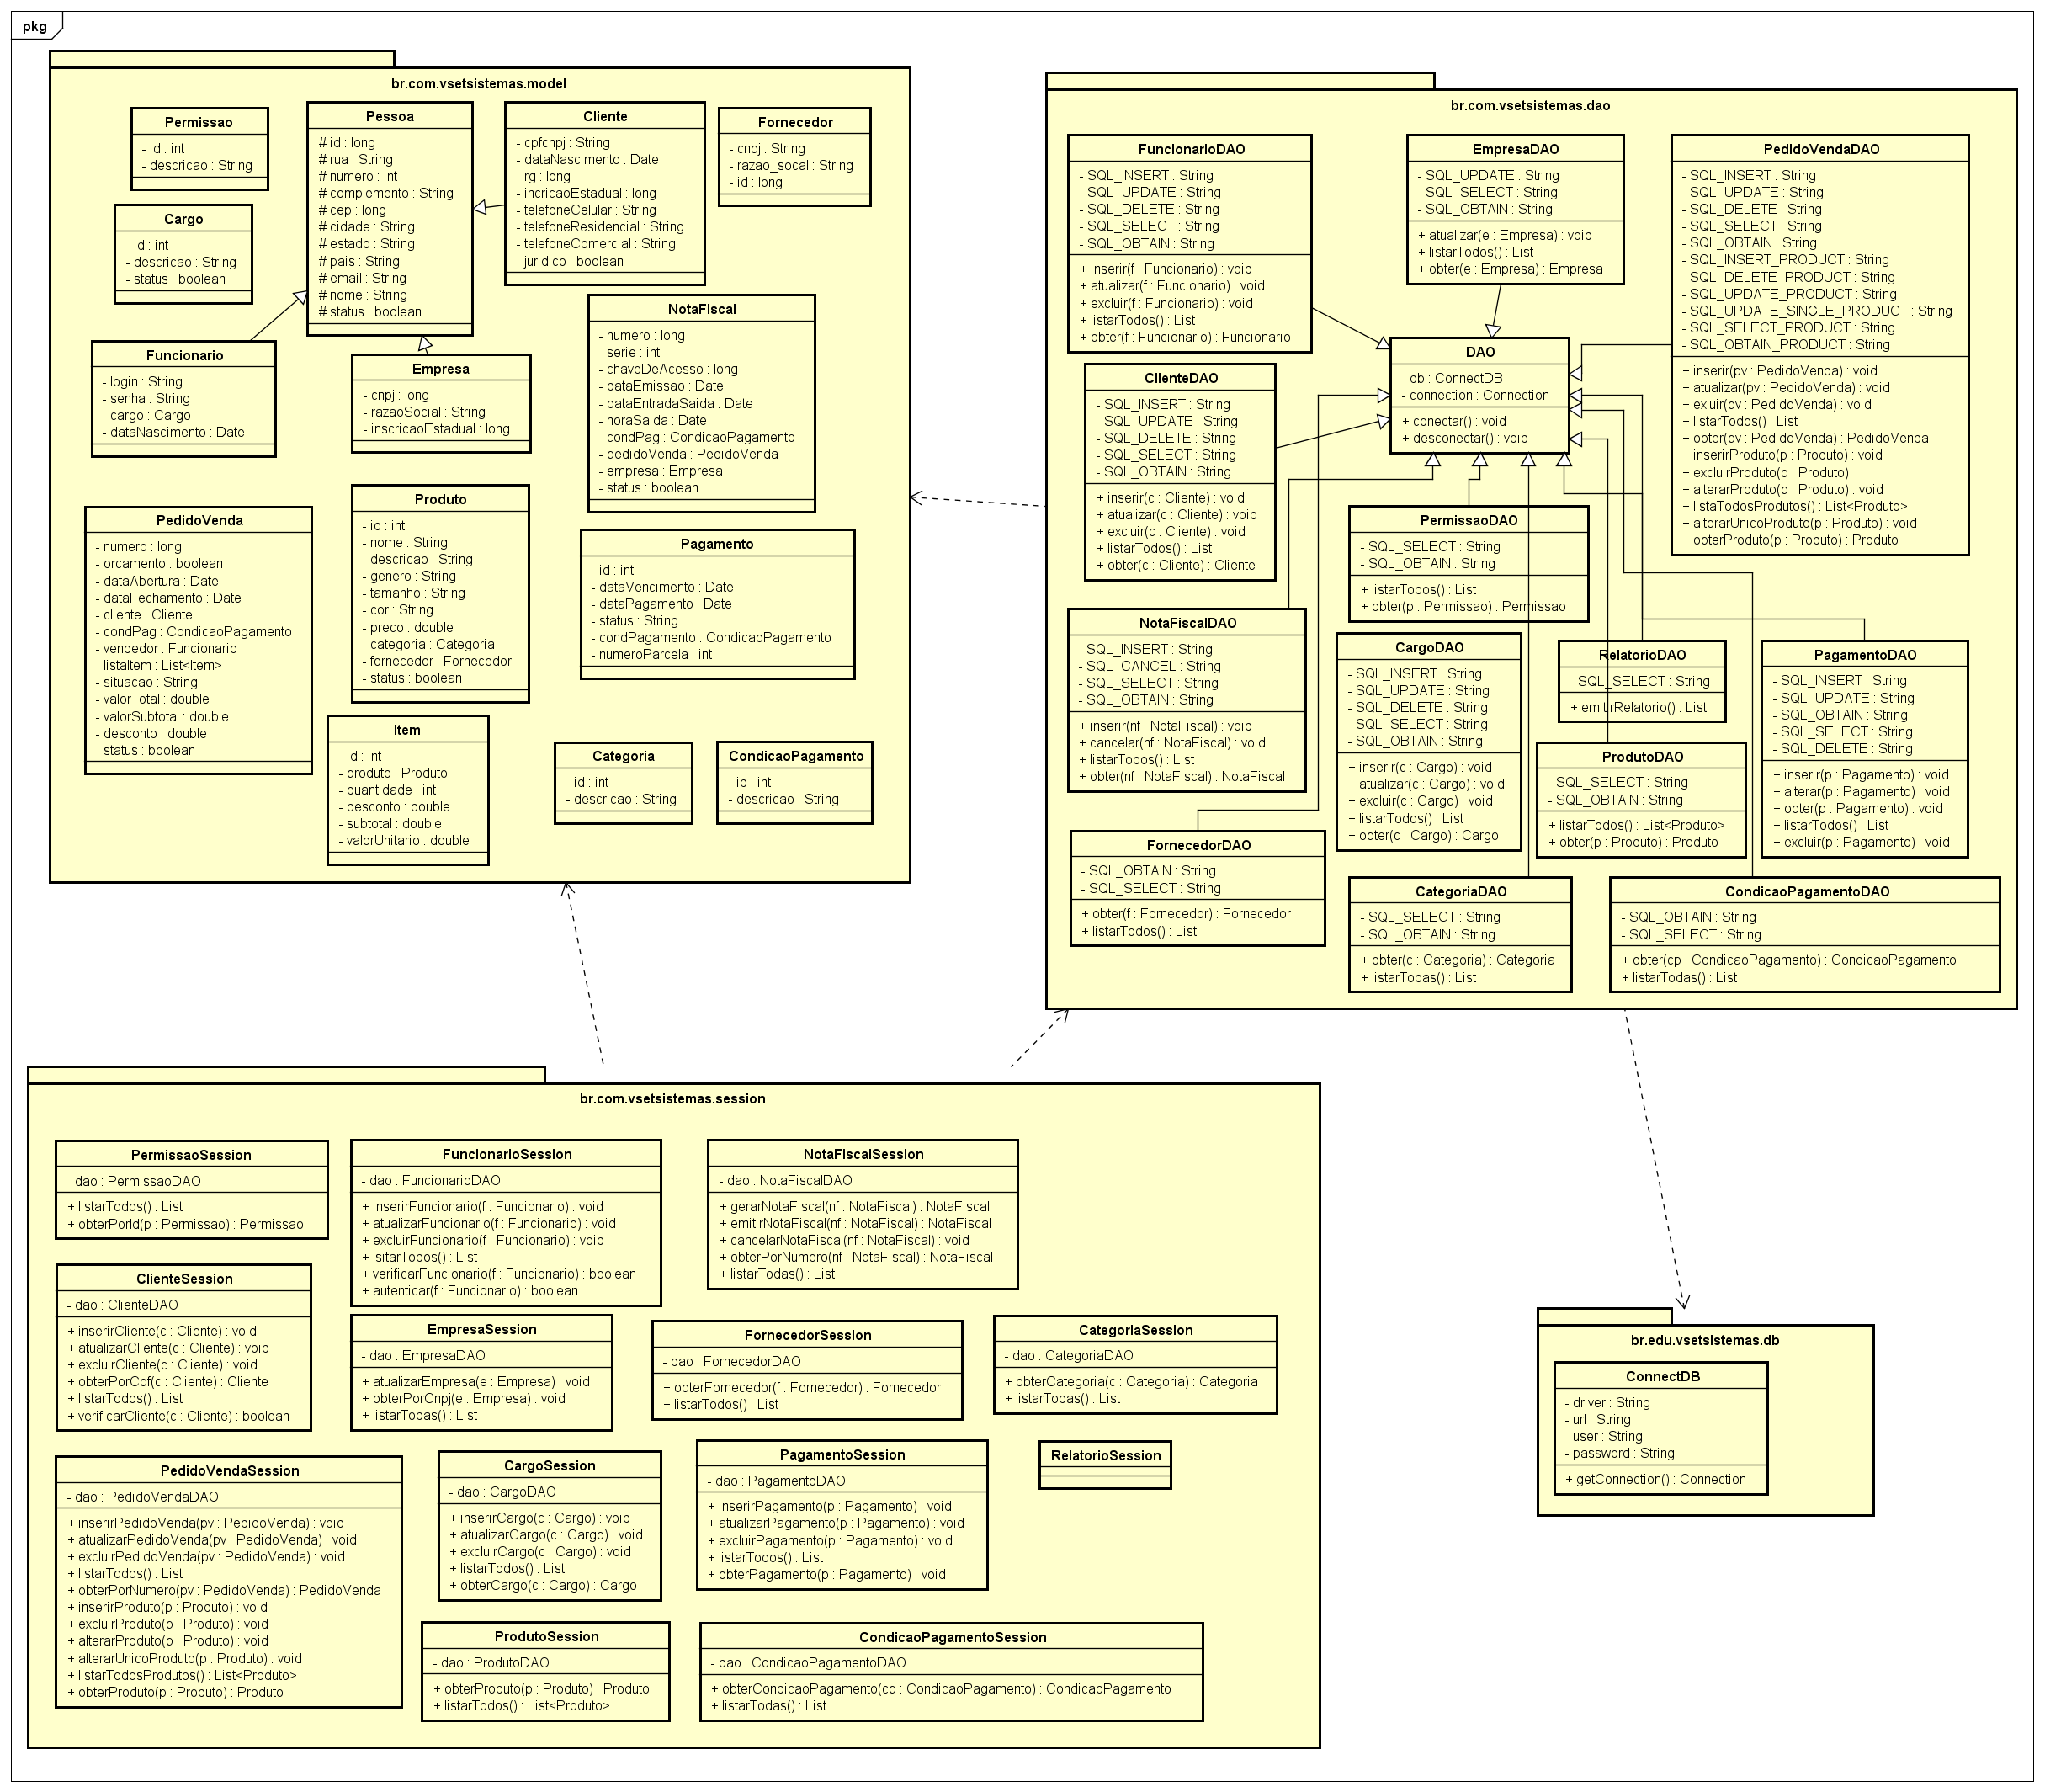 pkg
br.com.vsetsistemas.model
Permissao
- id : int
- descricao : String
Pessoa
# id : long
# rua : String
# numero : int
# complemento : String
# cep : long
# cidade : String
# estado : String
# pais : String
# email : String
# nome : String
# status : boolean
Cliente
- cpfcnpj : String
- dataNascimento : Date
- rg : long
- incricaoEstadual : long
- telefoneCelular : String
- telefoneResidencial : String
- telefoneComercial : String
- juridico : boolean
Fornecedor
- cnpj : String
- razao_socal : String
- id : long
Cargo
- id : int
- descricao : String
- status : boolean
Funcionario
- login : String
- senha : String
- cargo : Cargo
- dataNascimento : Date
Empresa
- cnpj : long
- razaoSocial : String
- inscricaoEstadual : long
NotaFiscal
- numero : long
- serie : int
- chaveDeAcesso : long
- dataEmissao : Date
- dataEntradaSaida : Date
- horaSaida : Date
- condPag : CondicaoPagamento
- pedidoVenda : PedidoVenda
- empresa : Empresa
- status : boolean
PedidoVenda
- numero : long
- orcamento : boolean
- dataAbertura : Date
- dataFechamento : Date
- cliente : Cliente
- condPag : CondicaoPagamento
- vendedor : Funcionario
- listaItem : List<Item>
- situacao : String
- valorTotal : double
- valorSubtotal : double
- desconto : double
- status : boolean
Produto
- id : int
- nome : String
- descricao : String
- genero : String
- tamanho : String
- cor : String
- preco : double
- categoria : Categoria
- fornecedor : Fornecedor
- status : boolean
Pagamento
- id : int
- dataVencimento : Date
- dataPagamento : Date
- status : String
- condPagamento : CondicaoPagamento
- numeroParcela : int
Item
- id : int
- produto : Produto
- quantidade : int
- desconto : double
- subtotal : double
- valorUnitario : double
Categoria
- id : int
- descricao : String
CondicaoPagamento
- id : int
- descricao : String
br.com.vsetsistemas.dao
FuncionarioDAO
- SQL_INSERT : String
- SQL_UPDATE : String
- SQL_DELETE : String
- SQL_SELECT : String
- SQL_OBTAIN : String
+ inserir(f : Funcionario) : void
+ atualizar(f : Funcionario) : void
+ excluir(f : Funcionario) : void
+ listarTodos() : List
+ obter(f : Funcionario) : Funcionario
EmpresaDAO
- SQL_UPDATE : String
- SQL_SELECT : String
- SQL_OBTAIN : String
+ atualizar(e : Empresa) : void
+ listarTodos() : List
+ obter(e : Empresa) : Empresa
PedidoVendaDAO
- SQL_INSERT : String
- SQL_UPDATE : String
- SQL_DELETE : String
- SQL_SELECT : String
- SQL_OBTAIN : String
- SQL_INSERT_PRODUCT : String
- SQL_DELETE_PRODUCT : String
- SQL_UPDATE_PRODUCT : String
- SQL_UPDATE_SINGLE_PRODUCT : String
- SQL_SELECT_PRODUCT : String
- SQL_OBTAIN_PRODUCT : String
+ inserir(pv : PedidoVenda) : void
+ atualizar(pv : PedidoVenda) : void
+ exluir(pv : PedidoVenda) : void
+ listarTodos() : List
+ obter(pv : PedidoVenda) : PedidoVenda
+ inserirProduto(p : Produto) : void
+ excluirProduto(p : Produto)
+ alterarProduto(p : Produto) : void
+ listaTodosProdutos() : List<Produto>
+ alterarUnicoProduto(p : Produto) : void
+ obterProduto(p : Produto) : Produto
DAO
- db : ConnectDB
- connection : Connection
+ conectar() : void
+ desconectar() : void
ClienteDAO
- SQL_INSERT : String
- SQL_UPDATE : String
- SQL_DELETE : String
- SQL_SELECT : String
- SQL_OBTAIN : String
+ inserir(c : Cliente) : void
+ atualizar(c : Cliente) : void
+ excluir(c : Cliente) : void
+ listarTodos() : List
+ obter(c : Cliente) : Cliente
PermissaoDAO
- SQL_SELECT : String
- SQL_OBTAIN : String
+ listarTodos() : List
+ obter(p : Permissao) : Permissao
NotaFiscalDAO
- SQL_INSERT : String
- SQL_CANCEL : String
- SQL_SELECT : String
- SQL_OBTAIN : String
+ inserir(nf : NotaFiscal) : void
+ cancelar(nf : NotaFiscal) : void
+ listarTodos() : List
+ obter(nf : NotaFiscal) : NotaFiscal
CargoDAO
- SQL_INSERT : String
- SQL_UPDATE : String
- SQL_DELETE : String
- SQL_SELECT : String
- SQL_OBTAIN : String
+ inserir(c : Cargo) : void
+ atualizar(c : Cargo) : void
+ excluir(c : Cargo) : void
+ listarTodos() : List
+ obter(c : Cargo) : Cargo
RelatorioDAO
- SQL_SELECT : String
+ emitirRelatorio() : List
PagamentoDAO
- SQL_INSERT : String
- SQL_UPDATE : String
- SQL_OBTAIN : String
- SQL_SELECT : String
- SQL_DELETE : String
+ inserir(p : Pagamento) : void
+ alterar(p : Pagamento) : void
+ obter(p : Pagamento) : void
+ listarTodos() : List
+ excluir(p : Pagamento) : void
ProdutoDAO
- SQL_SELECT : String
- SQL_OBTAIN : String
+ listarTodos() : List<Produto>
+ obter(p : Produto) : Produto
FornecedorDAO
- SQL_OBTAIN : String
- SQL_SELECT : String
+ obter(f : Fornecedor) : Fornecedor
+ listarTodos() : List
CategoriaDAO
- SQL_SELECT : String
- SQL_OBTAIN : String
+ obter(c : Categoria) : Categoria
+ listarTodas() : List
CondicaoPagamentoDAO
- SQL_OBTAIN : String
- SQL_SELECT : String
+ obter(cp : CondicaoPagamento) : CondicaoPagamento
+ listarTodas() : List
br.com.vsetsistemas.session
PermissaoSession
- dao : PermissaoDAO
+ listarTodos() : List
+ obterPorId(p : Permissao) : Permissao
FuncionarioSession
- dao : FuncionarioDAO
+ inserirFuncionario(f : Funcionario) : void
+ atualizarFuncionario(f : Funcionario) : void
+ excluirFuncionario(f : Funcionario) : void
+ lsitarTodos() : List
+ verificarFuncionario(f : Funcionario) : boolean
+ autenticar(f : Funcionario) : boolean
NotaFiscalSession
- dao : NotaFiscalDAO
+ gerarNotaFiscal(nf : NotaFiscal) : NotaFiscal
+ emitirNotaFiscal(nf : NotaFiscal) : NotaFiscal
+ cancelarNotaFiscal(nf : NotaFiscal) : void
+ obterPorNumero(nf : NotaFiscal) : NotaFiscal
+ listarTodas() : List
ClienteSession
- dao : ClienteDAO
+ inserirCliente(c : Cliente) : void
+ atualizarCliente(c : Cliente) : void
+ excluirCliente(c : Cliente) : void
+ obterPorCpf(c : Cliente) : Cliente
+ listarTodos() : List
+ verificarCliente(c : Cliente) : boolean
EmpresaSession
- dao : EmpresaDAO
+ atualizarEmpresa(e : Empresa) : void
+ obterPorCnpj(e : Empresa) : void
+ listarTodas() : List
FornecedorSession
- dao : FornecedorDAO
+ obterFornecedor(f : Fornecedor) : Fornecedor
+ listarTodos() : List
CategoriaSession
- dao : CategoriaDAO
+ obterCategoria(c : Categoria) : Categoria
+ listarTodas() : List
PedidoVendaSession
- dao : PedidoVendaDAO
+ inserirPedidoVenda(pv : PedidoVenda) : void
+ atualizarPedidoVenda(pv : PedidoVenda) : void
+ excluirPedidoVenda(pv : PedidoVenda) : void
+ listarTodos() : List
+ obterPorNumero(pv : PedidoVenda) : PedidoVenda
+ inserirProduto(p : Produto) : void
+ excluirProduto(p : Produto) : void
+ alterarProduto(p : Produto) : void
+ alterarUnicoProduto(p : Produto) : void
+ listarTodosProdutos() : List<Produto>
+ obterProduto(p : Produto) : Produto
CargoSession
- dao : CargoDAO
+ inserirCargo(c : Cargo) : void
+ atualizarCargo(c : Cargo) : void
+ excluirCargo(c : Cargo) : void
+ listarTodos() : List
+ obterCargo(c : Cargo) : Cargo
PagamentoSession
- dao : PagamentoDAO
+ inserirPagamento(p : Pagamento) : void
+ atualizarPagamento(p : Pagamento) : void
+ excluirPagamento(p : Pagamento) : void
+ listarTodos() : List
+ obterPagamento(p : Pagamento) : void
RelatorioSession
ProdutoSession
- dao : ProdutoDAO
+ obterProduto(p : Produto) : Produto
+ listarTodos() : List<Produto>
CondicaoPagamentoSession
- dao : CondicaoPagamentoDAO
+ obterCondicaoPagamento(cp : CondicaoPagamento) : CondicaoPagamento
+ listarTodas() : List
br.edu.vsetsistemas.db
ConnectDB
- driver : String
- url : String
- user : String
- password : String
+ getConnection() : Connection